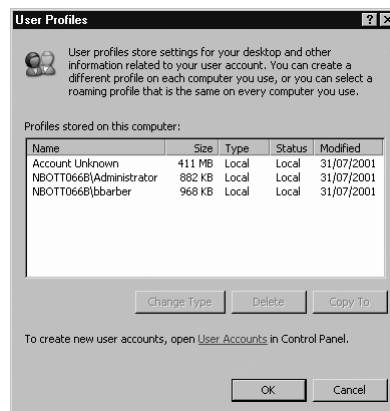 User Profiles
User profiles store settings for your desktop and other
information related to your user account. You can create a
different profile on each computer you use, or you can select a
roaming profile that is the same on every computer you use.
Profiles stored on this computer:
Name Size Type Status Modified
Account Unknown 411 MB Local Local 31/07/2001
NBOTT066B\Administrator 882 KB Local Local 31/07/2001
NBOTT066B\bbarber 968 KB Local Local 31/07/2001
Change Type Delete Copy To
To create new user accounts, open User Accounts in Control Panel.
OK Cancel